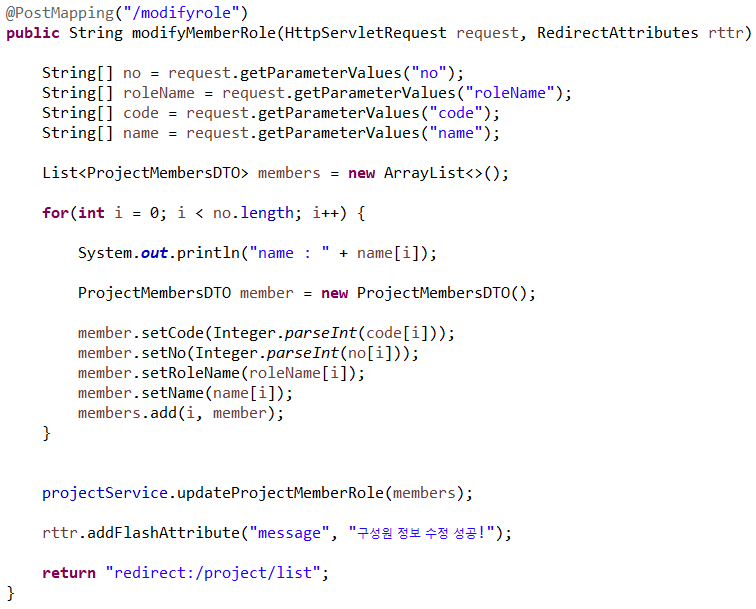 @PostMapping("/modifyrole")
public String modifyMemberRole(HttpServletRequest request, RedirectAttributes rttr)
String[] no = request.getParameterValues("no");
String[] roleName = request.getParameterValues("roleName");
String[] code = request.getParameterValues("code");
String[] name = request.getParameterValues("name");
List<ProjectMembersDTO> members = new ArrayList<>();
for(int i = 0; i < no.length; i++) {
System.out.println("name : " + name[i]);
ProjectMembersDTO member = new ProjectMembersDTO();
member.setCode(Integer.parseInt(code[i]));
member.setNo(Integer.parseInt(no[i]));
member.setRoleName(roleName[i]);
member.setName(name[i]);
members.add(i, member);
}
projectService.updateProjectMemberRole(members);
rttr.addFlashAttribute("message", "구성원 정보 수정 성공!");
return "redirect:/project/list";
}